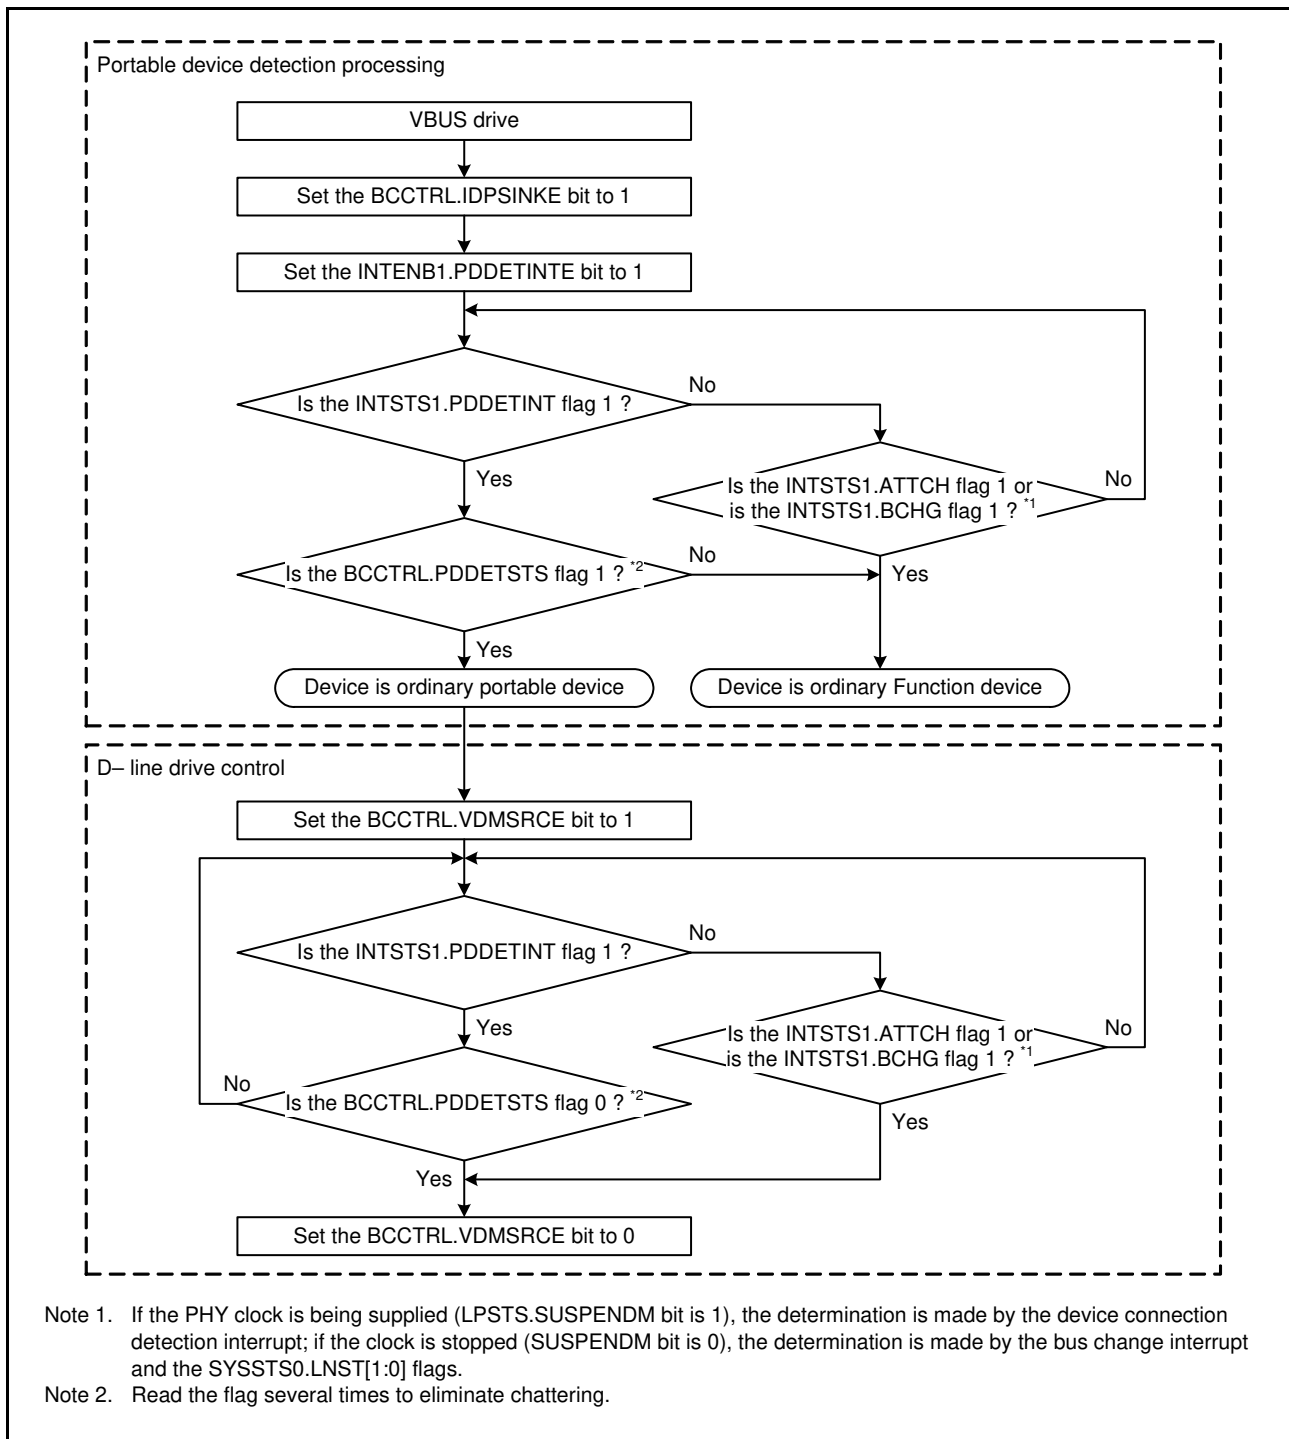 Portable device detection processing
VBUS drive
Set the BCCTRL.IDPSINKE bit to 1
Set the INTENB1.PDDETINTE bit to 1
No
Is the INTSTS1.PDDETINT flag 1 ?
Yes
Is the INTSTS1.ATTCH flag 1 or
is the INTSTS1.BCHG flag 1 ? *1
No
No
Is the BCCTRL.PDDETSTS flag 1 ? *2
Yes
Yes
Device is ordinary portable device
Device is ordinary Function device
D– line drive control
Set the BCCTRL.VDMSRCE bit to 1
No
Is the INTSTS1.PDDETINT flag 1 ?
Yes
Is the INTSTS1.ATTCH flag 1 or
is the INTSTS1.BCHG flag 1 ? *1
No
No
Is the BCCTRL.PDDETSTS flag 0 ? *2
Yes
Yes
Set the BCCTRL.VDMSRCE bit to 0
Note 1. If the PHY clock is being supplied (LPSTS.SUSPENDM bit is 1), the determination is made by the device connection
detection interrupt; if the clock is stopped (SUSPENDM bit is 0), the determination is made by the bus change interrupt
and the SYSSTS0.LNST[1:0] flags.
Note 2. Read the flag several times to eliminate chattering.